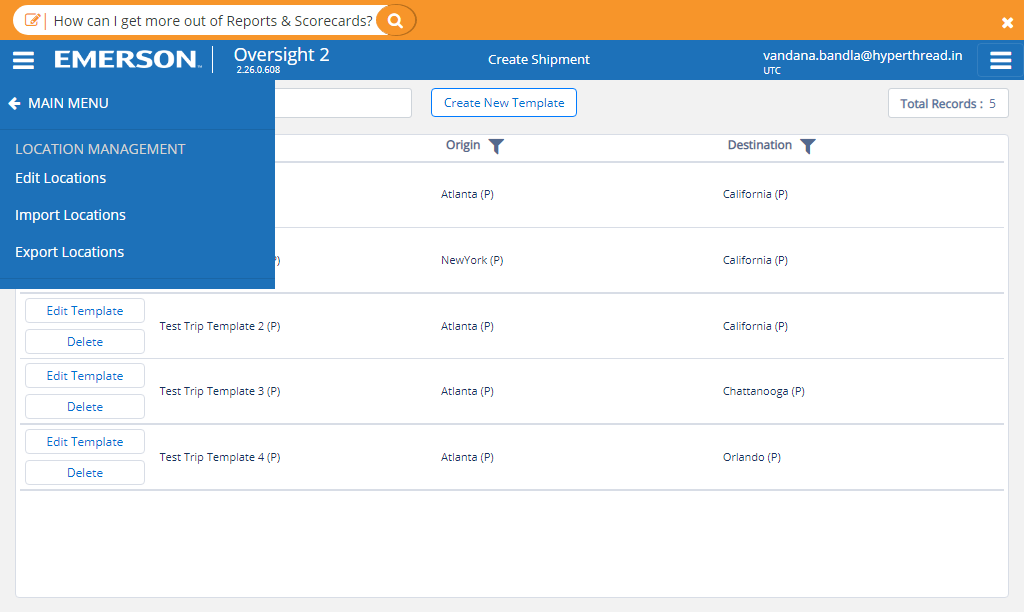 How can I get more out of Reports & Scorecards?
EMERSON
Oversight 2
2.26.0.608
Create Shipment
vandana.bandla@hyperthread.in
UTC
MAIN MENU
Create New Template
Total Records : 5
LOCATION MANAGEMENT
Edit Locations
Import Locations
Export Locations
Origin
Destination
Atlanta (P)
California (P)
NewYork (P)
California (P)
Edit Template
Delete
Test Trip Template 2 (P)
Atlanta (P)
California (P)
Edit Template
Delete
Test Trip Template 3 (P)
Atlanta (P)
Chattanooga (P)
Edit Template
Delete
Test Trip Template 4 (P)
Atlanta (P)
Orlando (P)